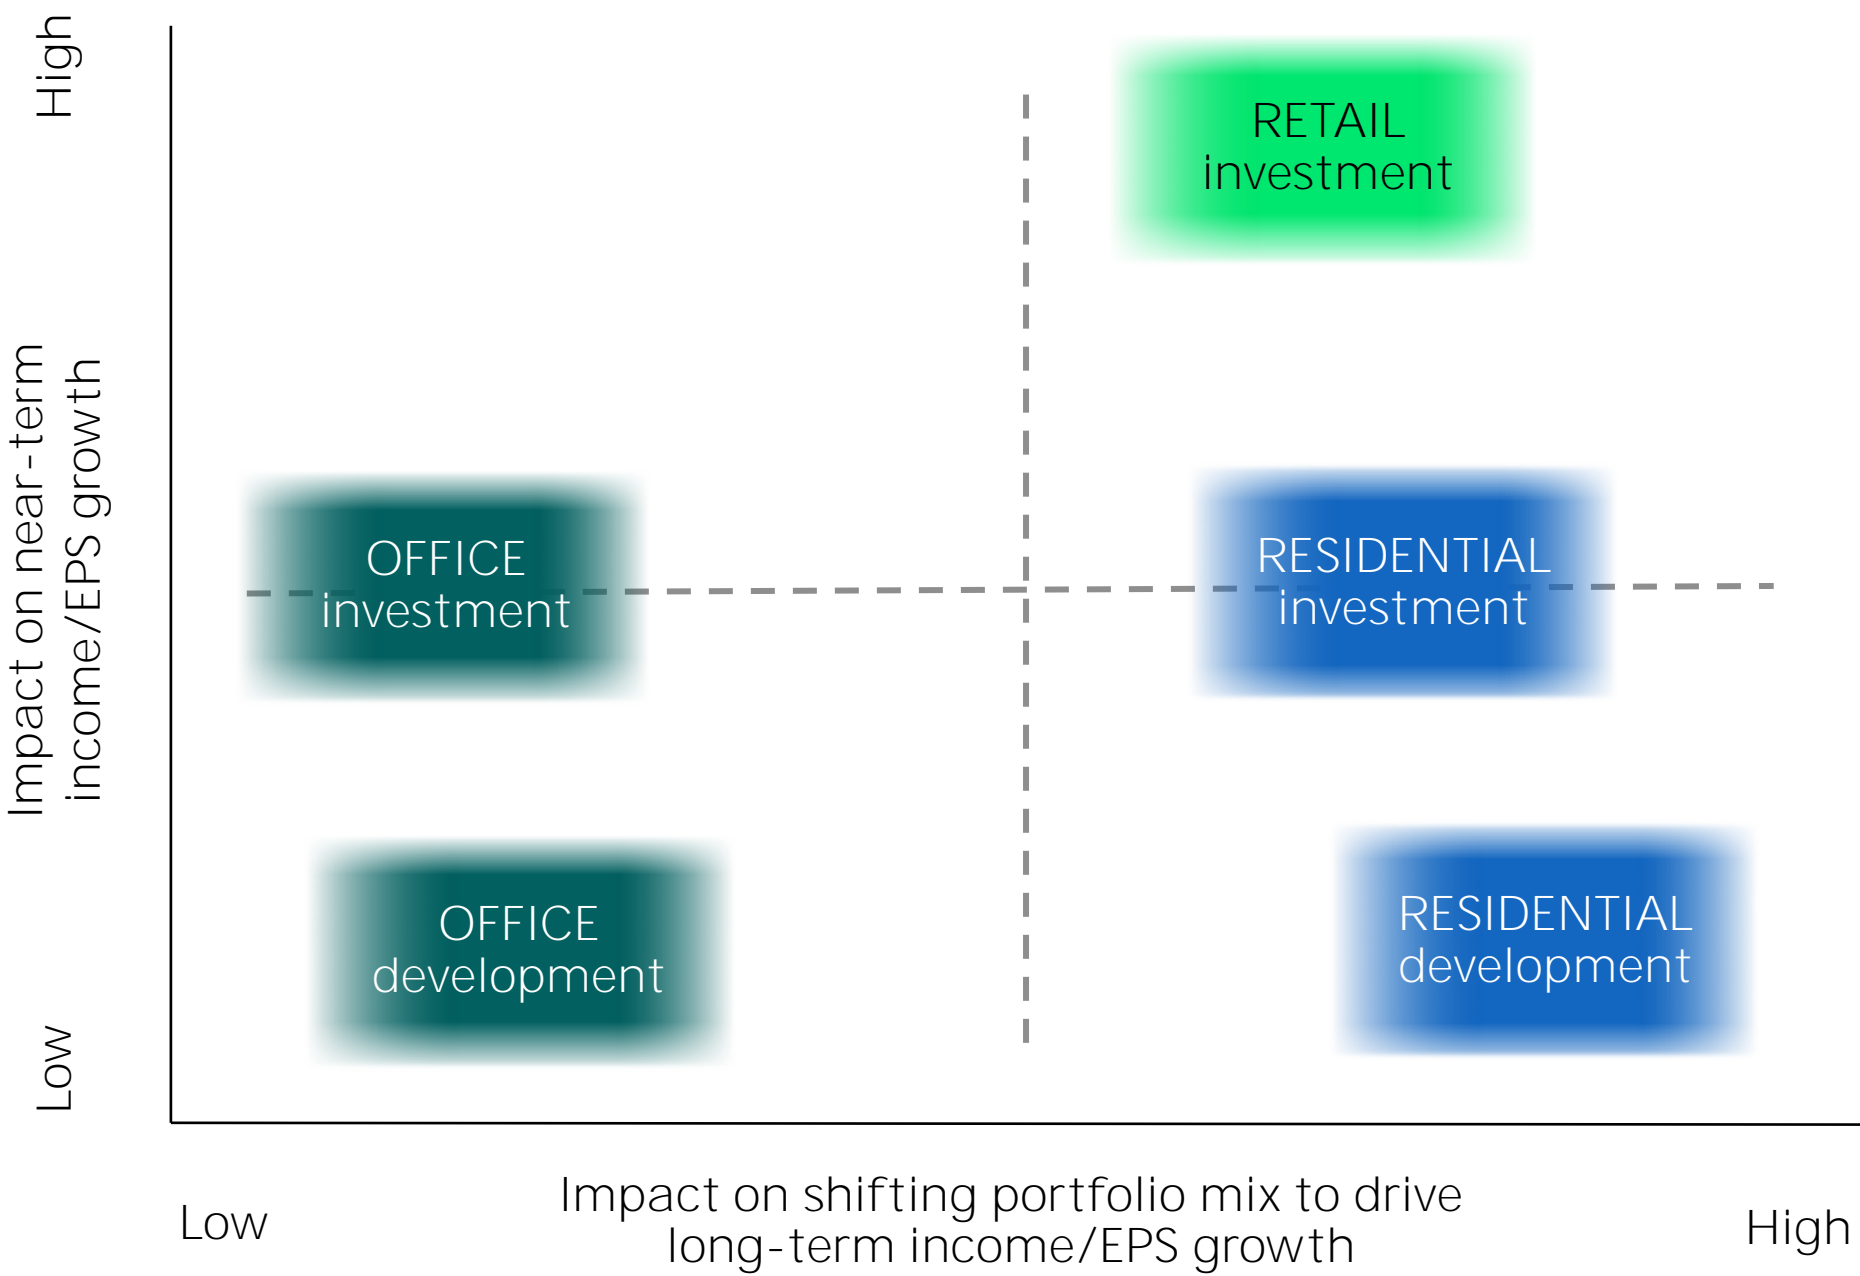 High
Impact on near-term
income/EPS growth
Low
RETAIL
investment
OFFICE
investment
RESIDENTIAL
investment
OFFICE
development
RESIDENTIAL
development
Low
Impact on shifting portfolio mix to drive
long-term income/EPS growth
High